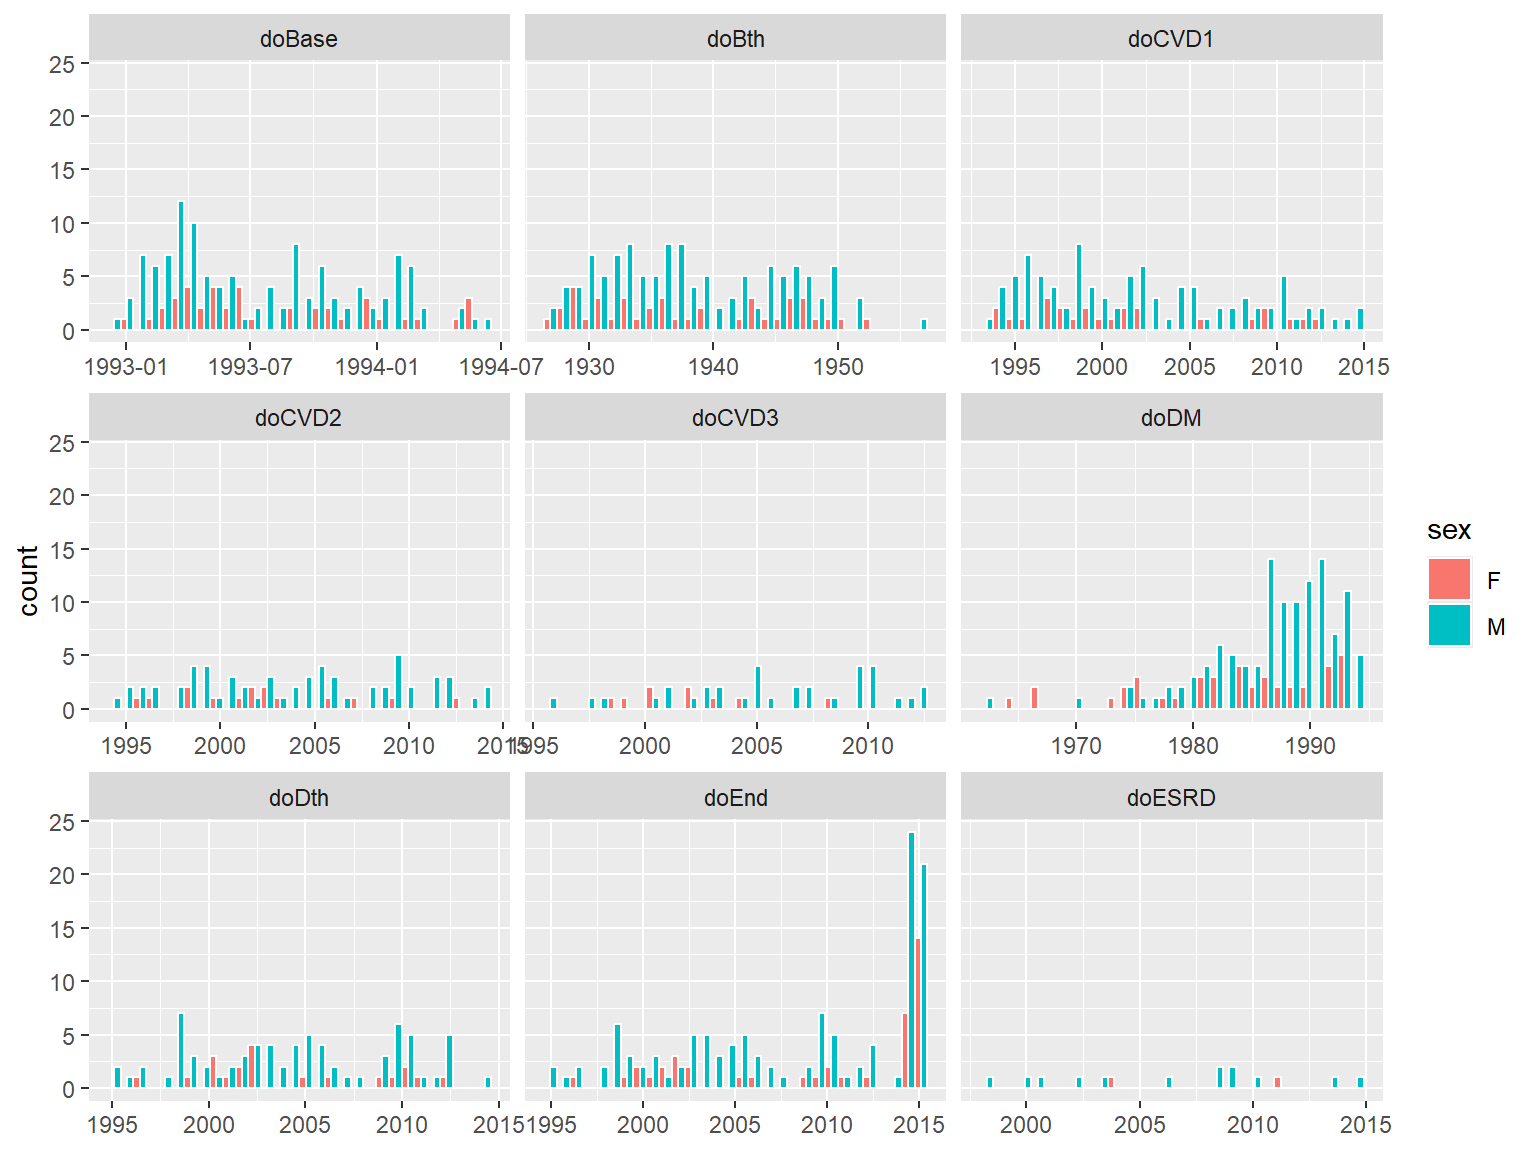 doBase doBth doCVD1
25
20
15
10
5
0
1993-01 1993-07 1994-01 1994-07 1930 1940 1950 1995 2000 2005 2010 2015
doCVD2 doCVD3 doDM
25
20
15
10
5
0
1995 2000 2005 2010 2015 1995 2000 2005 2010 1970 1980 1990
doDth doEnd doESRD
25
20
15
10
5
0
1995 2000 2005 2010 2015 1995 2000 2005 2010 2015 2000 2005 2010 2015
count
sex
F
M